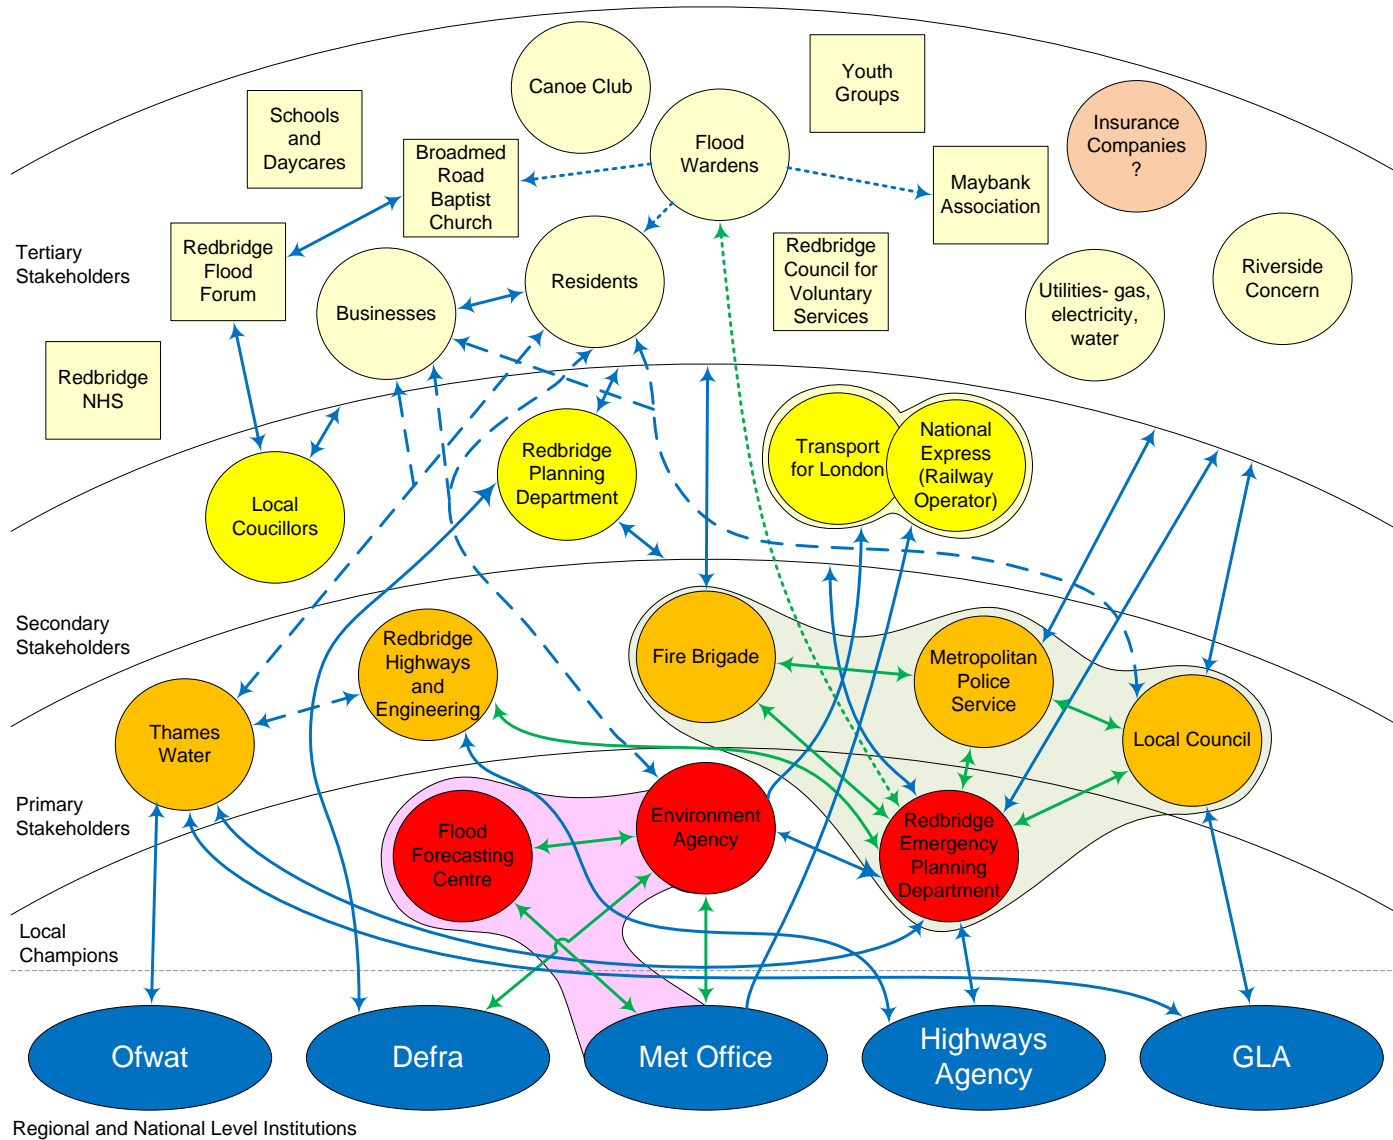 Canoe Club
Youth
Groups
Schools
and
Daycares
Insurance
Companies
?
Flood
Wardens
Broadmed
Road
Baptist
Church
Maybank
Association
Tertiary
Stakeholders
Redbridge
Flood
Forum
Businesses
Residents
Redbridge
Council for
Voluntary
Services
Utilities- gas,
electricity,
water
Riverside
Concern
Redbridge
NHS
Local
Coucillors
Redbridge
Planning
Department
Transport
for London
National
Express
(Railway
Operator)
Secondary
Stakeholders
Redbridge
Highways
and
Engineering
Fire Brigade
Metropolitan
Police
Service
Thames
Water
Local Council
Primary
Stakeholders
Flood
Forecasting
Centre
Environment
Agency
Redbridge
Emergency
Planning
Department
Local
Champions
Ofwat
Defra
Met Office
Highways
Agency
GLA
Regional and National Level Institutions